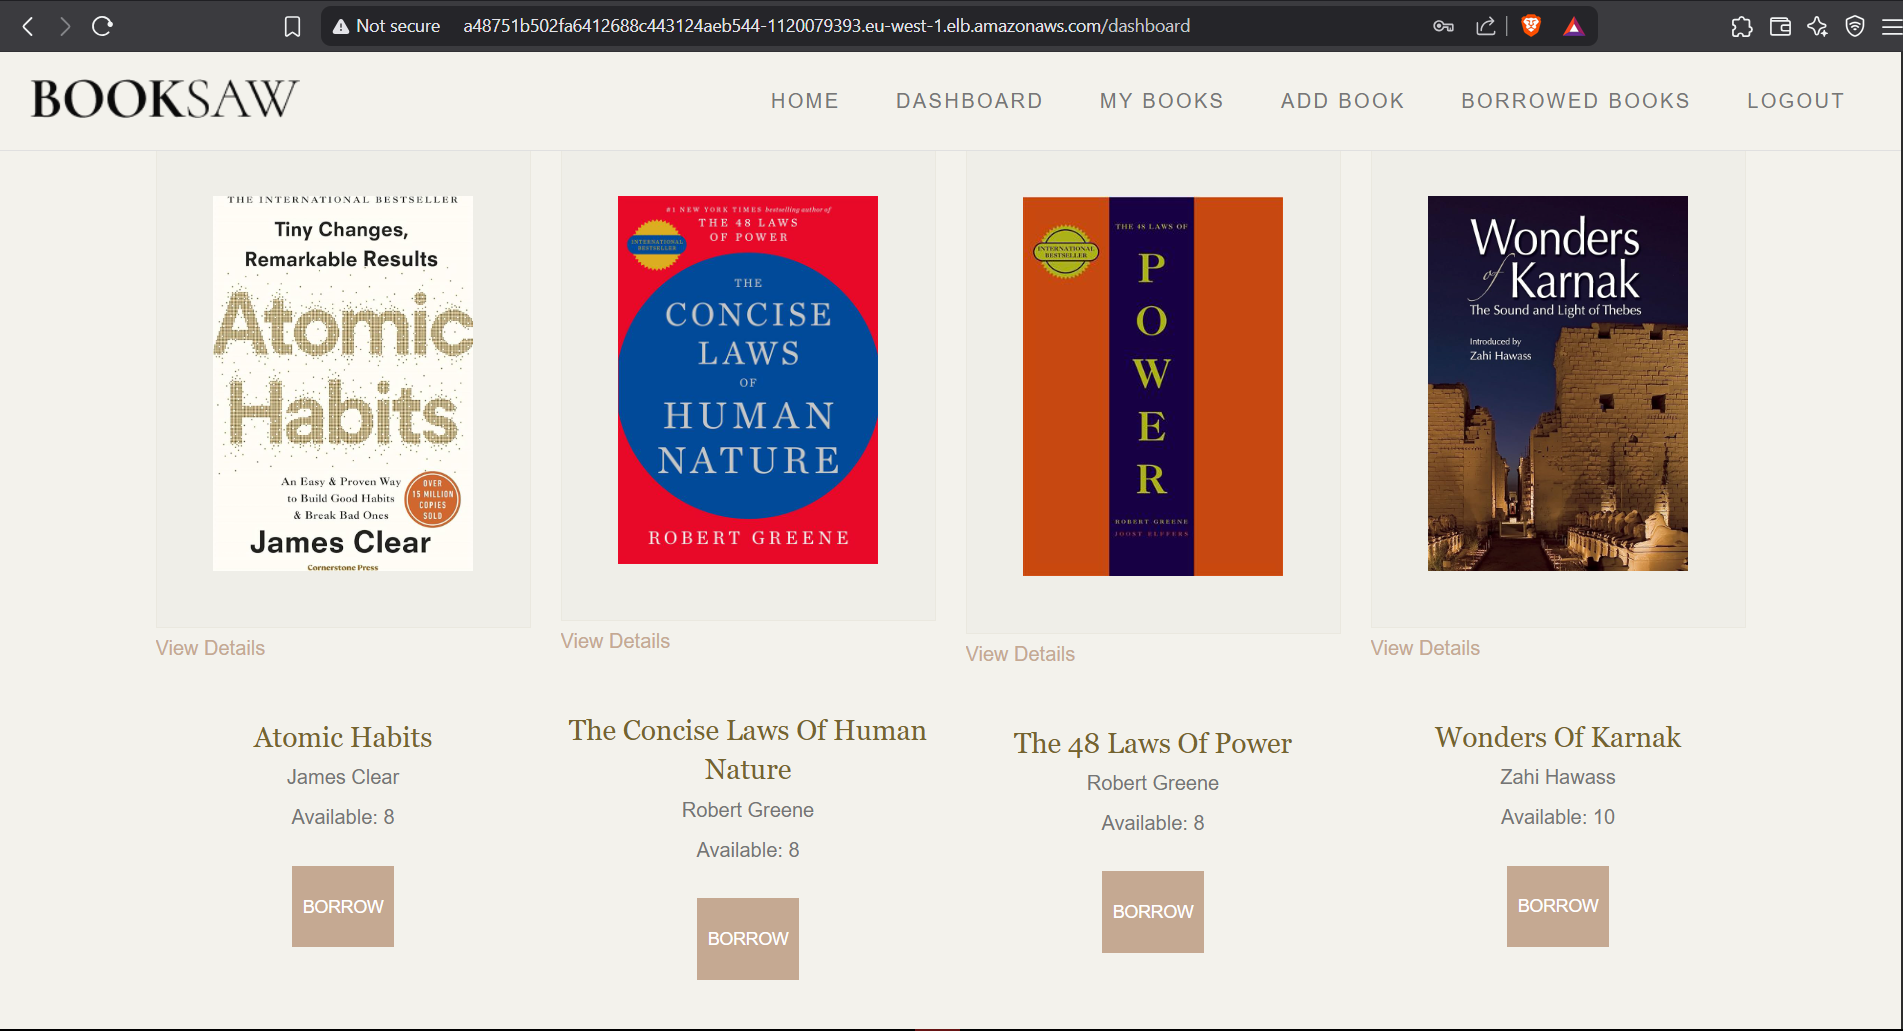 Not secure
a48751b502fa6412688c443124aeb544-1120079393.eu-west-1.elb.amazonaws.com/dashboard
BOOKSAW
HOME
DASHBOARD
MY BOOKS
ADD BOOK
BORROWED BOOKS
LOGOUT
THE INTERNATIONAL BESTSELLER
Tiny Changes,
Remarkable Results
Atomic
Habits
An Easy & Proven Way
to Build Good Habits
& Break Bad Ones
OVER
15 MILLION
COPIES
SOLD
James Clear
Cornerstone Press
View Details
Atomic Habits
James Clear
Available: 8
BORROW
#1 NEW YORK TIMES bestselling author of
THE 48 LAWS
OF POWER
INTERNATIONAL
BESTSELLER
THE
CONCISE
LAWS
OF
HUMAN
NATURE
ROBERT GREENE
View Details
The Concise Laws Of Human
Nature
Robert Greene
Available: 8
BORROW
INTERNATIONAL
BESTSELLER
THE 48 LAWS OF
POWER
ROBERT GREENE
JOOST ELFFERS
View Details
The 48 Laws Of Power
Robert Greene
Available: 8
BORROW
Wonders
of Karnak
The Sound and Light of Thebes
Introduced by
Zahi Hawass
View Details
Wonders Of Karnak
Zahi Hawass
Available: 10
BORROW